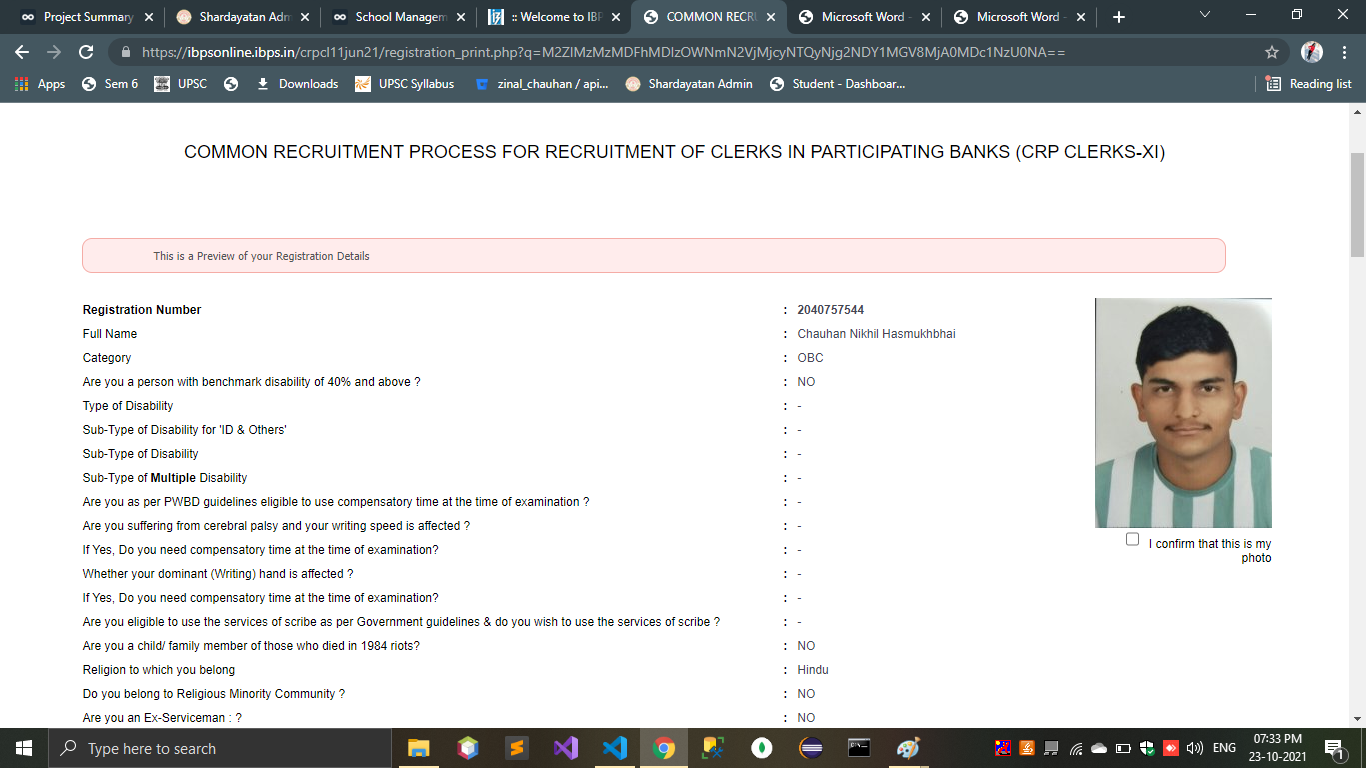 Project Summary
Shardayatan Adm
School Managem
:: Welcome to IBP
COMMON RECRU
Microsoft Word -
Microsoft Word -
https://ibpsonline.ibps.in/crpcl11jun21/registration_print.php?q=M2ZIMzMzMDFhMDIzOWNmN2VjMjcyNTQyNjg2NDY1MGV8MjA0MDc1NzU0NA==
Apps
Sem 6
UPSC
Downloads
UPSC Syllabus
zinal_chauhan / api...
Shardayatan Admin
Student - Dashboar...
Reading list
COMMON RECRUITMENT PROCESS FOR RECRUITMENT OF CLERKS IN PARTICIPATING BANKS (CRP CLERKS-XI)
This is a Preview of your Registration Details
Registration Number : 2040757544
Full Name : Chauhan Nikhil Hasmukhbhai
Category : OBC
Are you a person with benchmark disability of 40% and above ? : NO
Type of Disability : -
Sub-Type of Disability for 'ID & Others' : -
Sub-Type of Disability : -
Sub-Type of Multiple Disability : -
Are you as per PWBD guidelines eligible to use compensatory time at the time of examination ? : -
Are you suffering from cerebral palsy and your writing speed is affected ? : -
If Yes, Do you need compensatory time at the time of examination? : -
Whether your dominant (Writing) hand is affected ? : -
If Yes, Do you need compensatory time at the time of examination? : -
Are you eligible to use the services of scribe as per Government guidelines & do you wish to use the services of scribe ? : -
Are you a child/ family member of those who died in 1984 riots? : NO
Religion to which you belong : Hindu
Do you belong to Religious Minority Community ? : NO
Are you an Ex-Serviceman : ? : NO
I confirm that this is my
photo
Type here to search
ENG
07:33 PM
23-10-2021
1